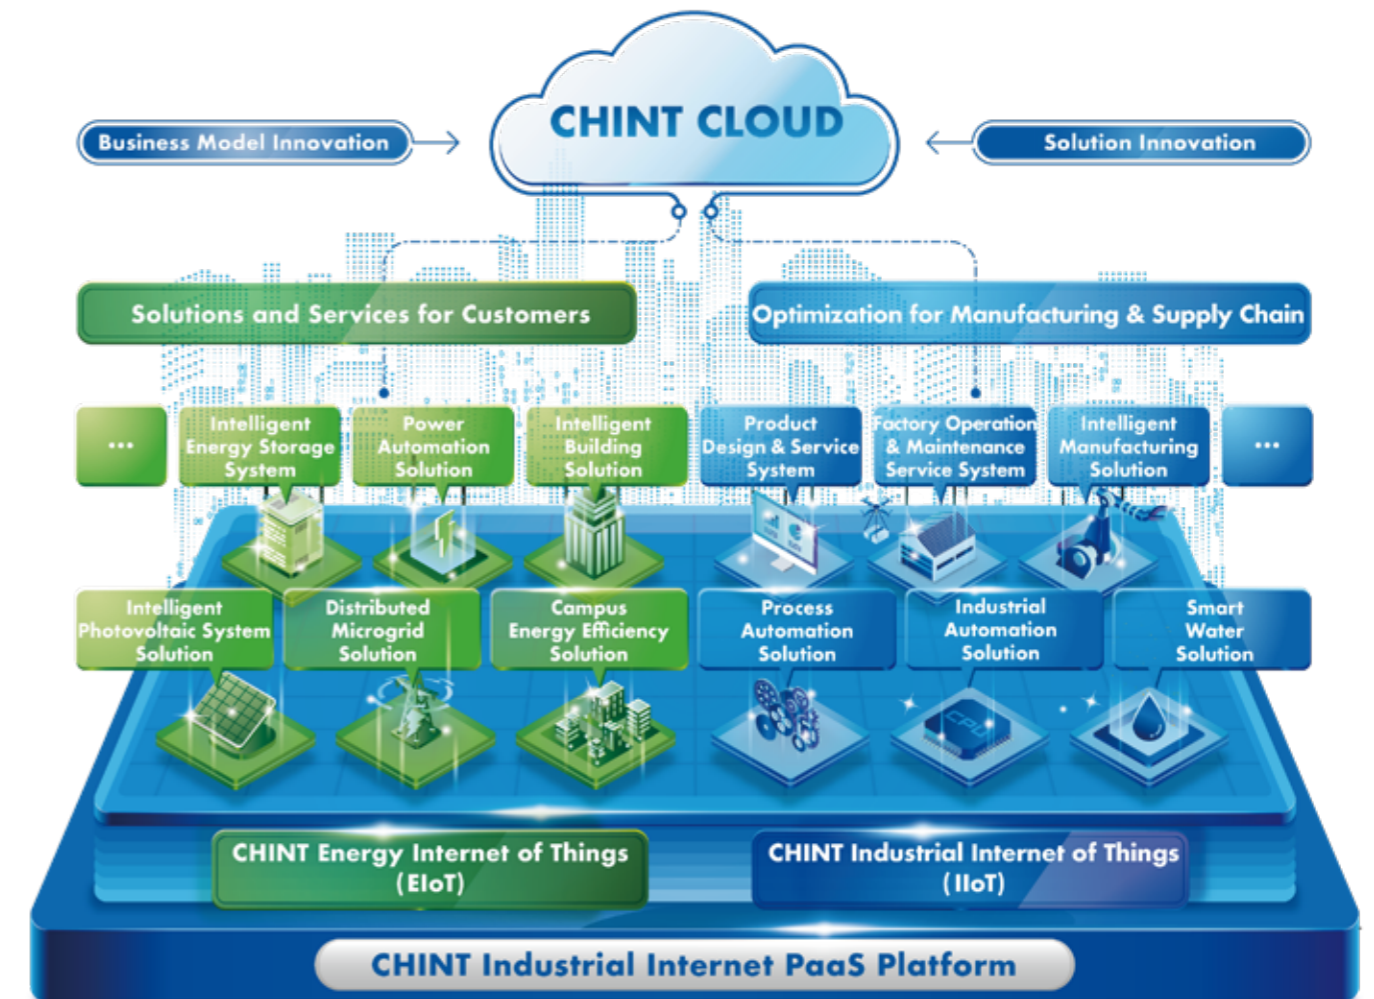 CHINT CLOUD
Business Model Innovation
Solution Innovation
Solutions and Services for Customers
Optimization for Manufacturing & Supply Chain
...
Intelligent
Energy Storage
System
Power
Automation
Solution
Intelligent
Building
Solution
Product
Design & Service
System
Factory Operation
& Maintenance
Service System
Intelligent
Manufacturing
Solution
...
Intelligent
Photovoltaic System
Solution
Distributed
Microgrid
Solution
Campus
Energy Efficiency
Solution
Process
Automation
Solution
Industrial
Automation
Solution
Smart
Water
Solution
CPU
CHINT Energy Internet of Things
(EIoT)
CHINT Industrial Internet of Things
(IIoT)
CHINT Industrial Internet PaaS Platform